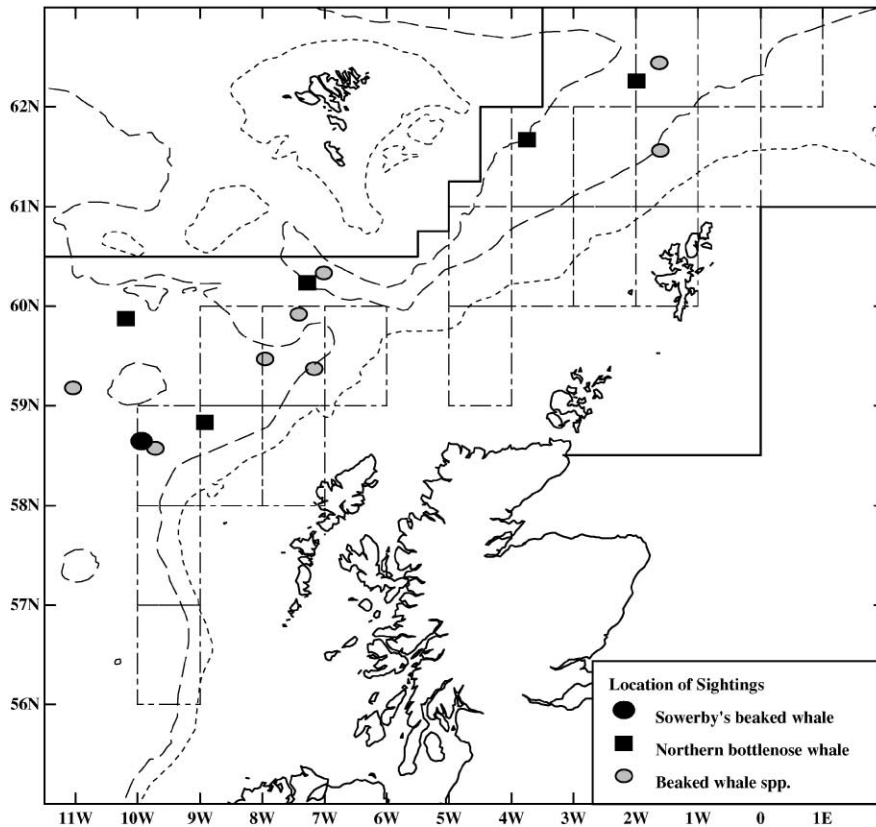 62N
61N
60N
59N
58N
57N
56N
Location of Sightings
Sowerby's beaked whale
Northern bottlenose whale
Beaked whale spp.
11W 10W 9W 8W 7W 6W 5W 4W 3W 2W 1W 0 1E